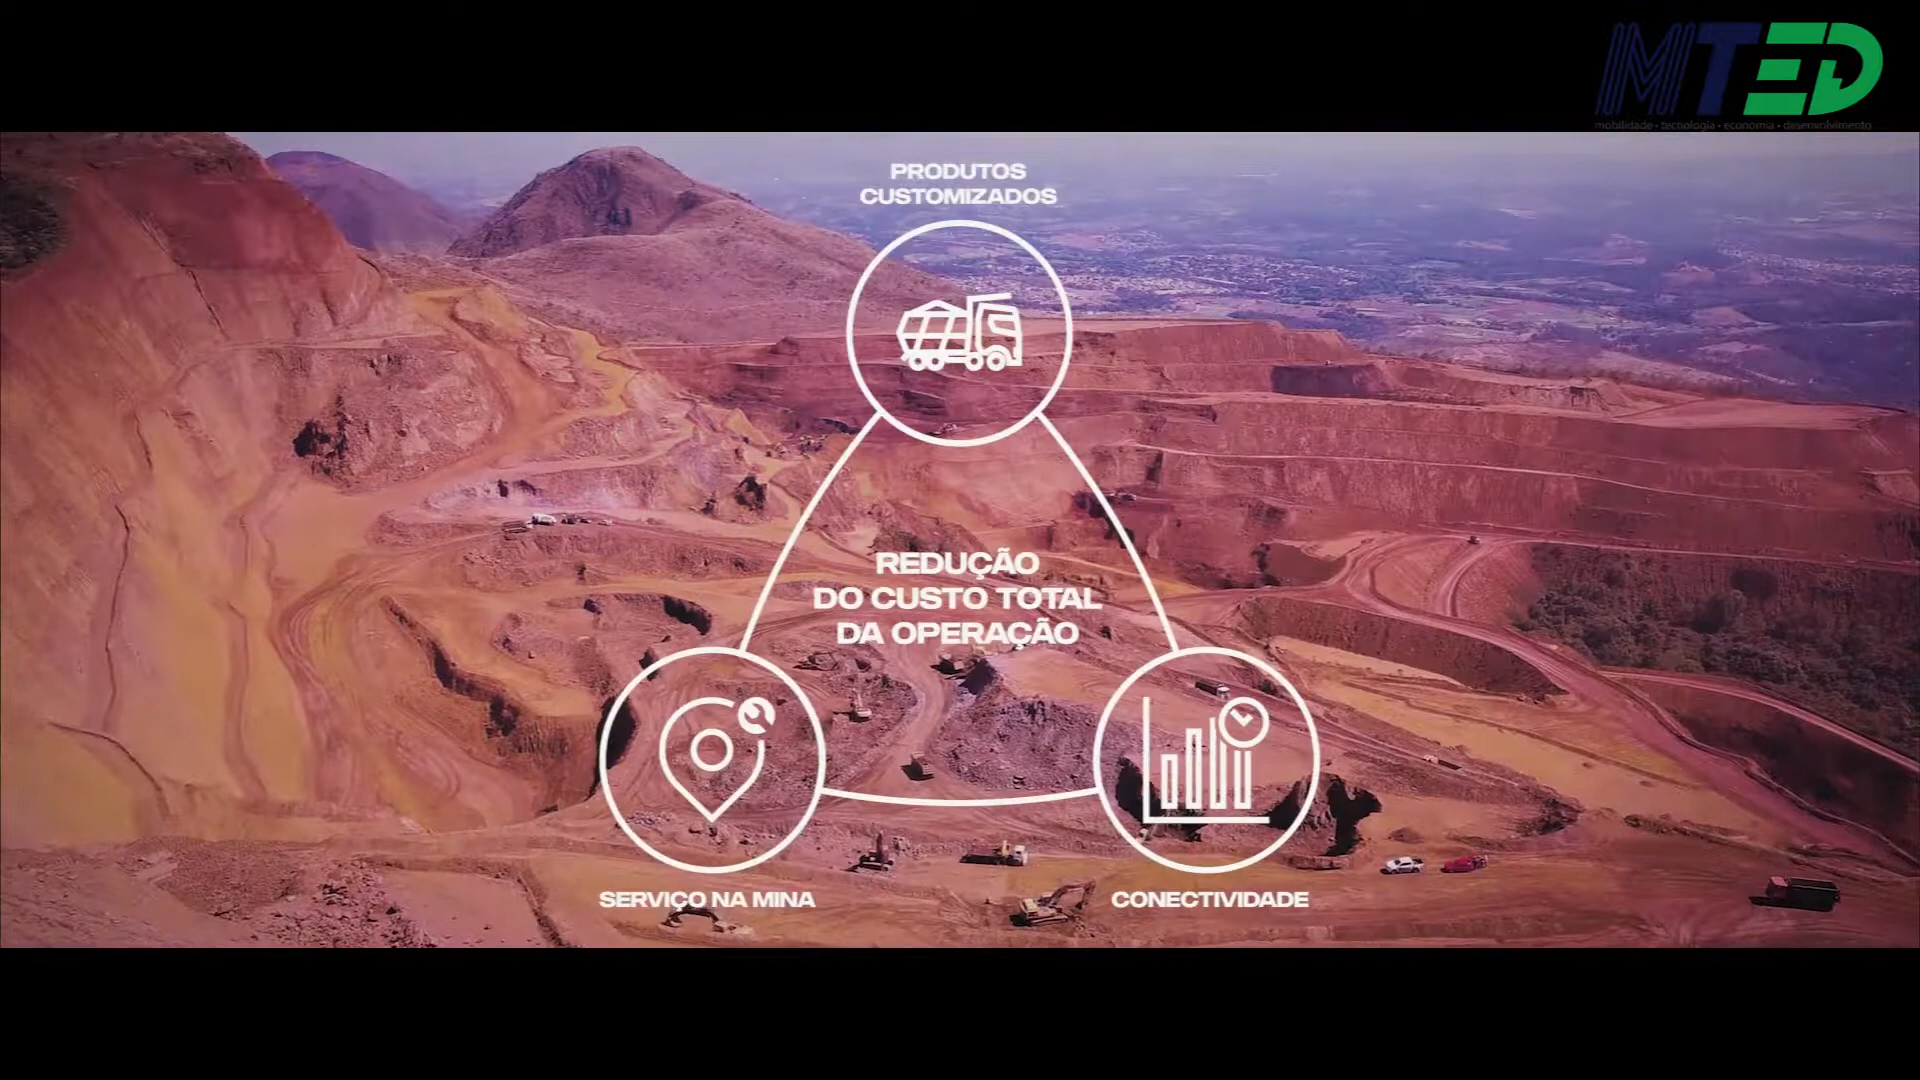 MTED
mobilidade • tecnologia • economia • desenvolvimento
PRODUTOS
CUSTOMIZADOS
REDUÇÃO
DO CUSTO TOTAL
DA OPERAÇÃO
SERVIÇO NA MINA
CONECTIVIDADE